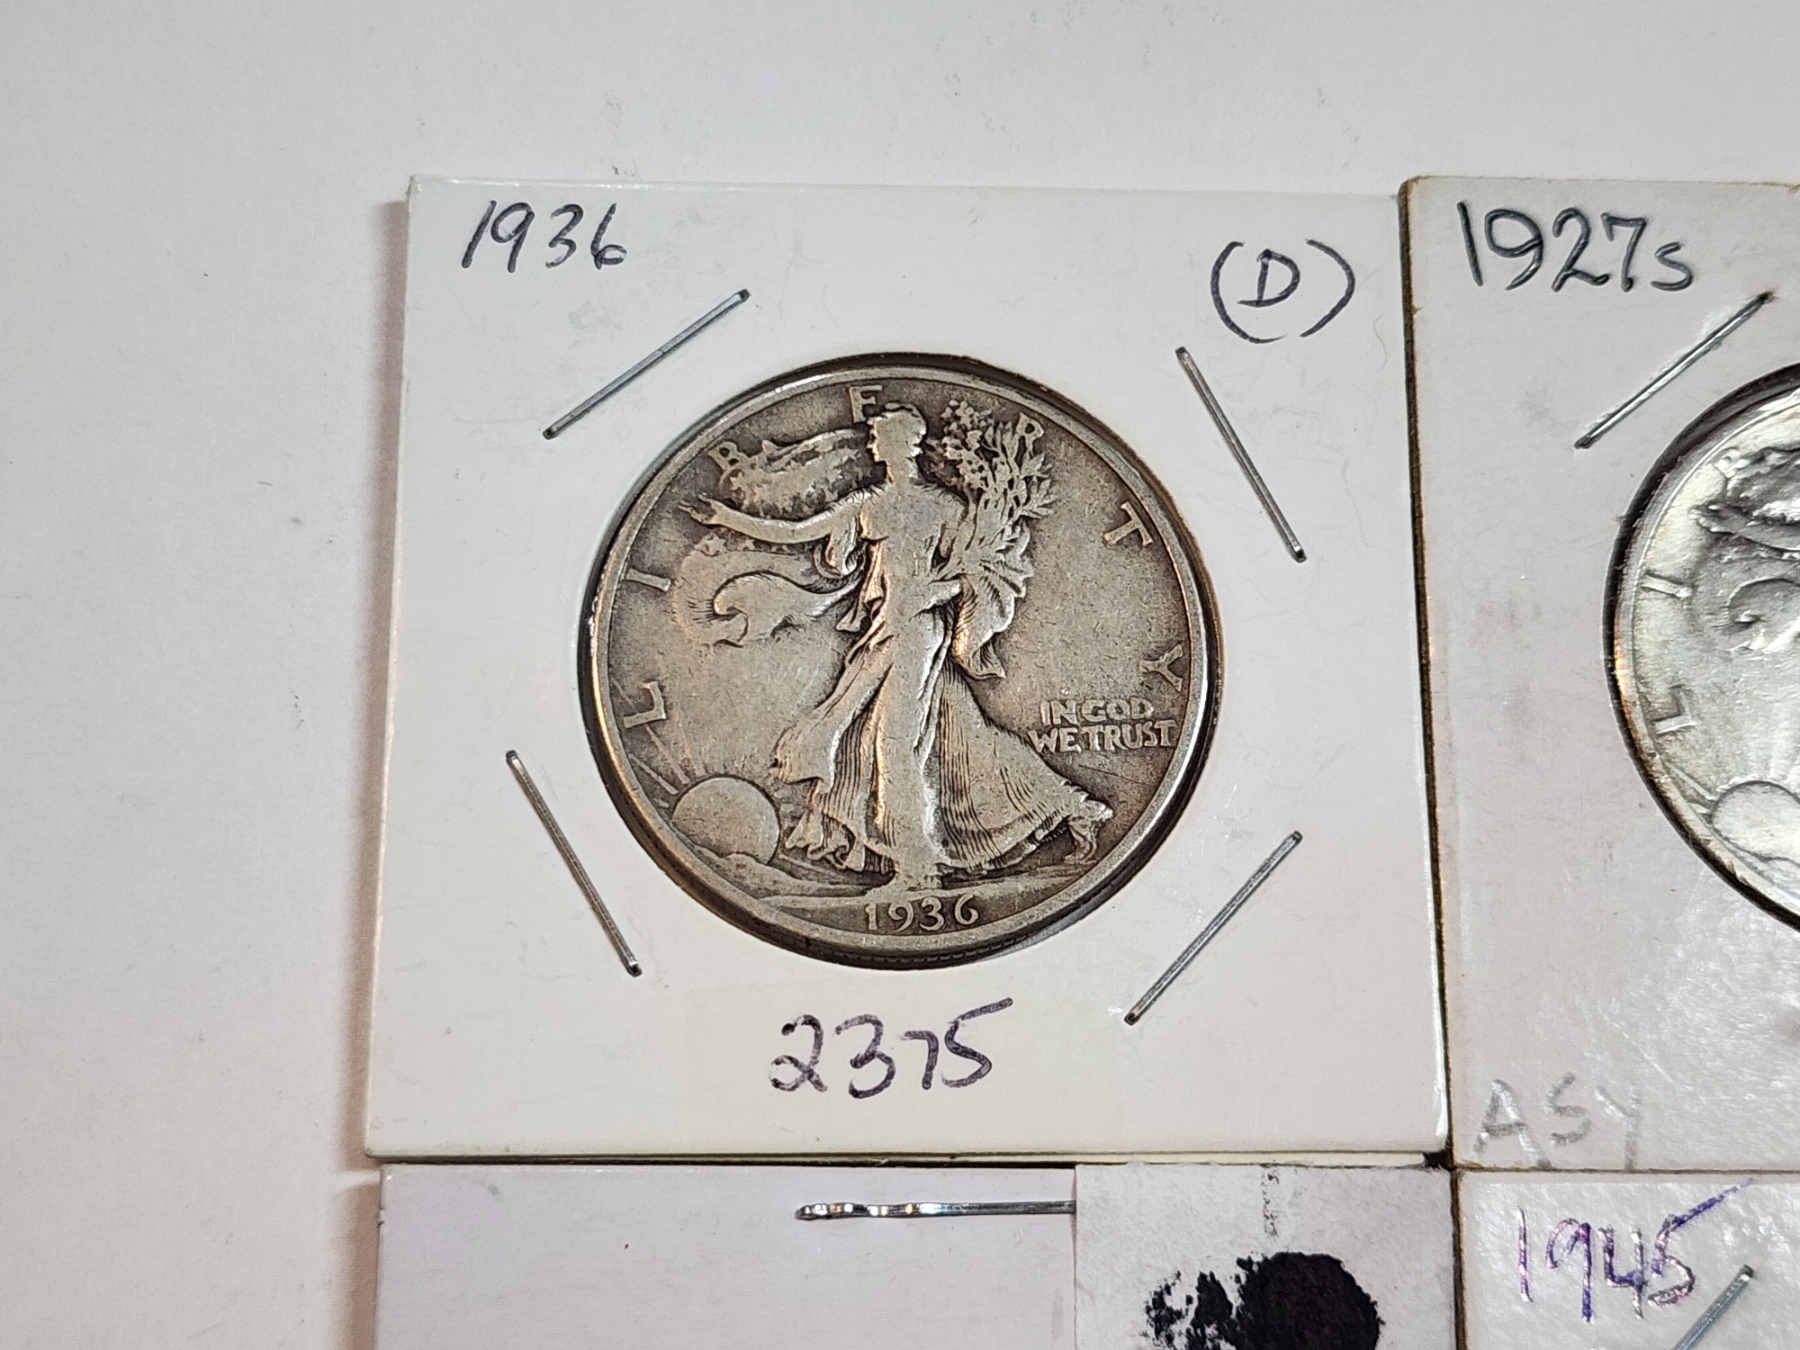 1936
(D)
LIBERTY
IN GOD
WE TRUST
1936
2375
1927s
L I
ASY
1945